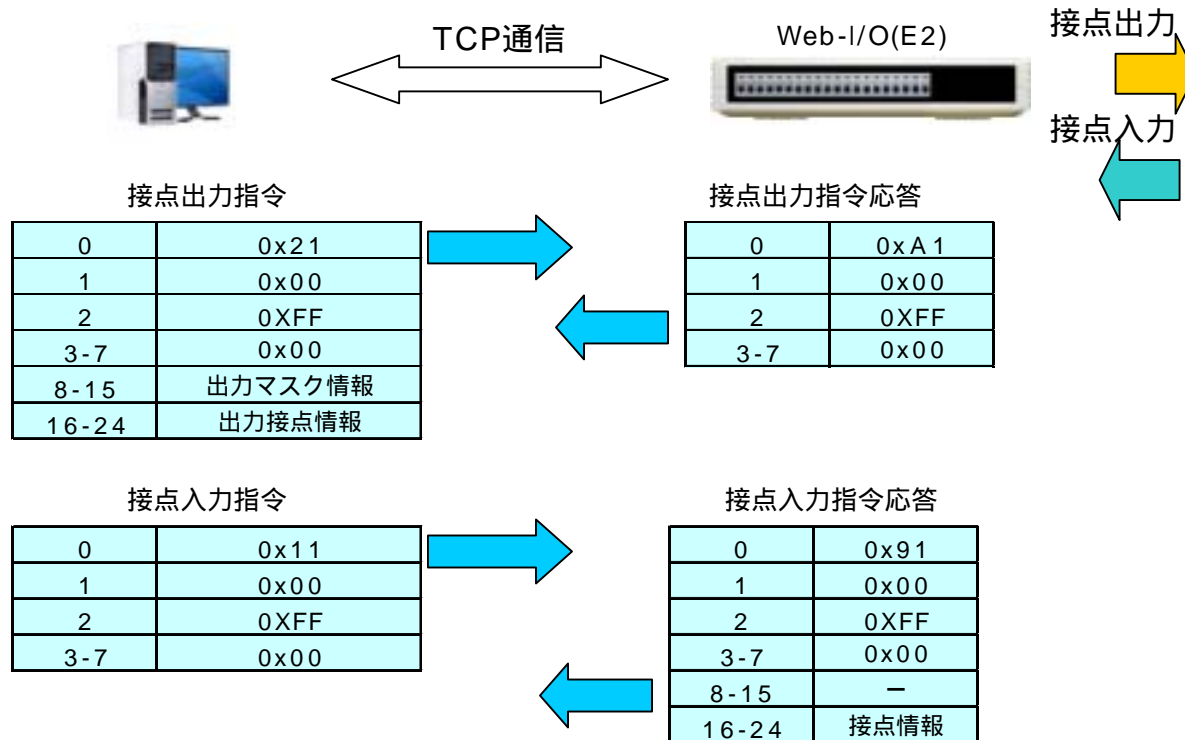 TCP通信
Web-I/O(E2)
接点出力
接点入力
接点出力指令
0 0x21
1 0x00
2 0XFF
3-7 0x00
8-15 出力マスク情報
16-24 出力接点情報
接点出力指令応答
0 0xA1
1 0x00
2 0XFF
3-7 0x00
接点入力指令
0 0x11
1 0x00
2 0XFF
3-7 0x00
接点入力指令応答
0 0x91
1 0x00
2 0XFF
3-7 0x00
8-15 ー
16-24 接点情報